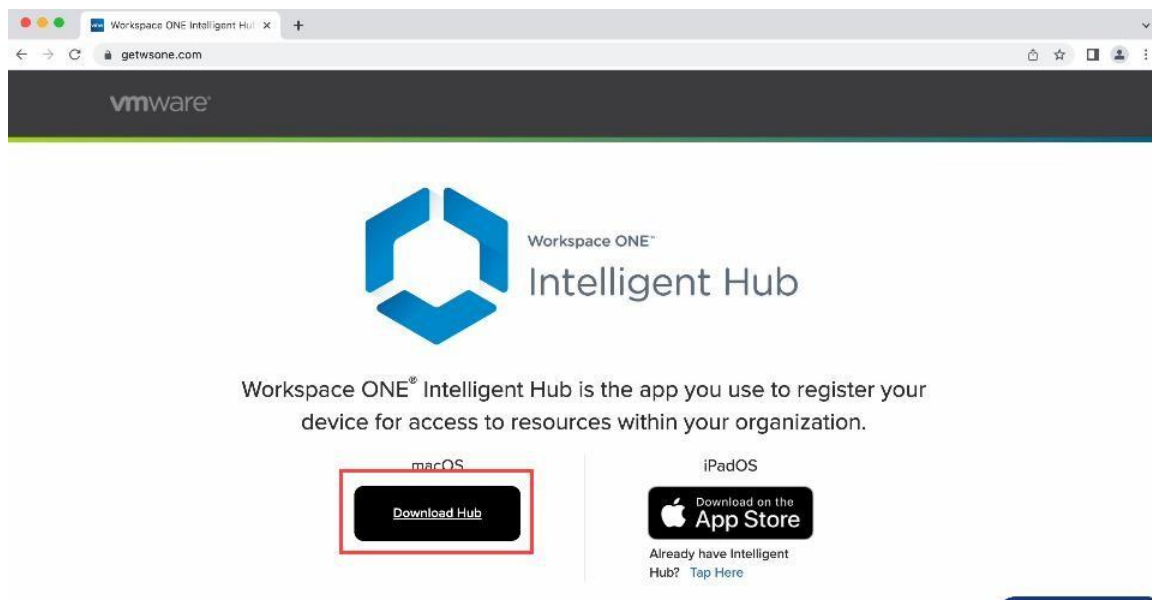 Workspace ONE Intelligent Hu
getwsone.com
vmware®
Workspace ONE™
Intelligent Hub
Workspace ONE® Intelligent Hub is the app you use to register your
device for access to resources within your organization.
macOS
Download Hub
iPadOS
Download on the
App Store
Already have Intelligent
Hub? Tap Here